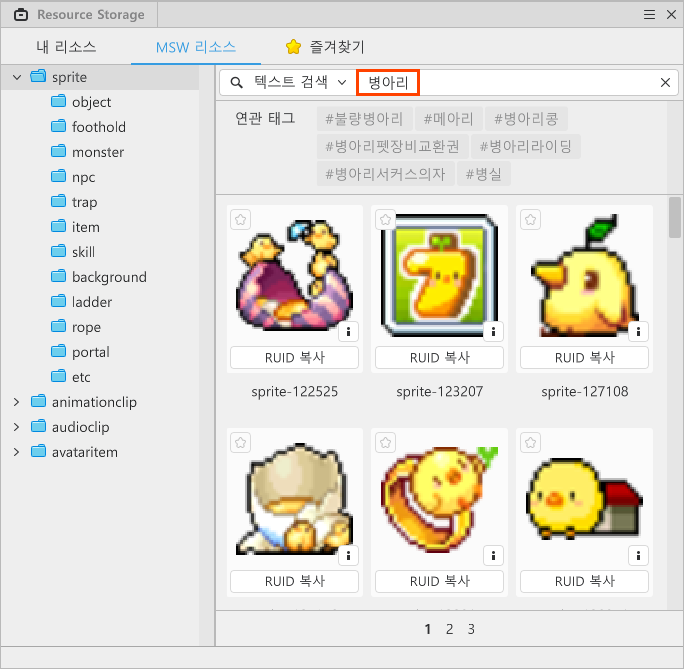 Resource Storage
내 리소스
MSW 리소스
즐겨찾기
sprite
object
foothold
monster
npc
trap
item
skill
background
ladder
rope
portal
etc
animationclip
audioclip
avataritem
텍스트 검색
병아리
연관 태그
#불량병아리
#메아리
#병아리콩
#병아리펫장비교환권
#병아리라이딩
#병아리서커스의자
#병실
RUID 복사
RUID 복사
RUID 복사
sprite-122525
sprite-123207
sprite-127108
RUID 복사
RUID 복사
RUID 복사
1 2 3